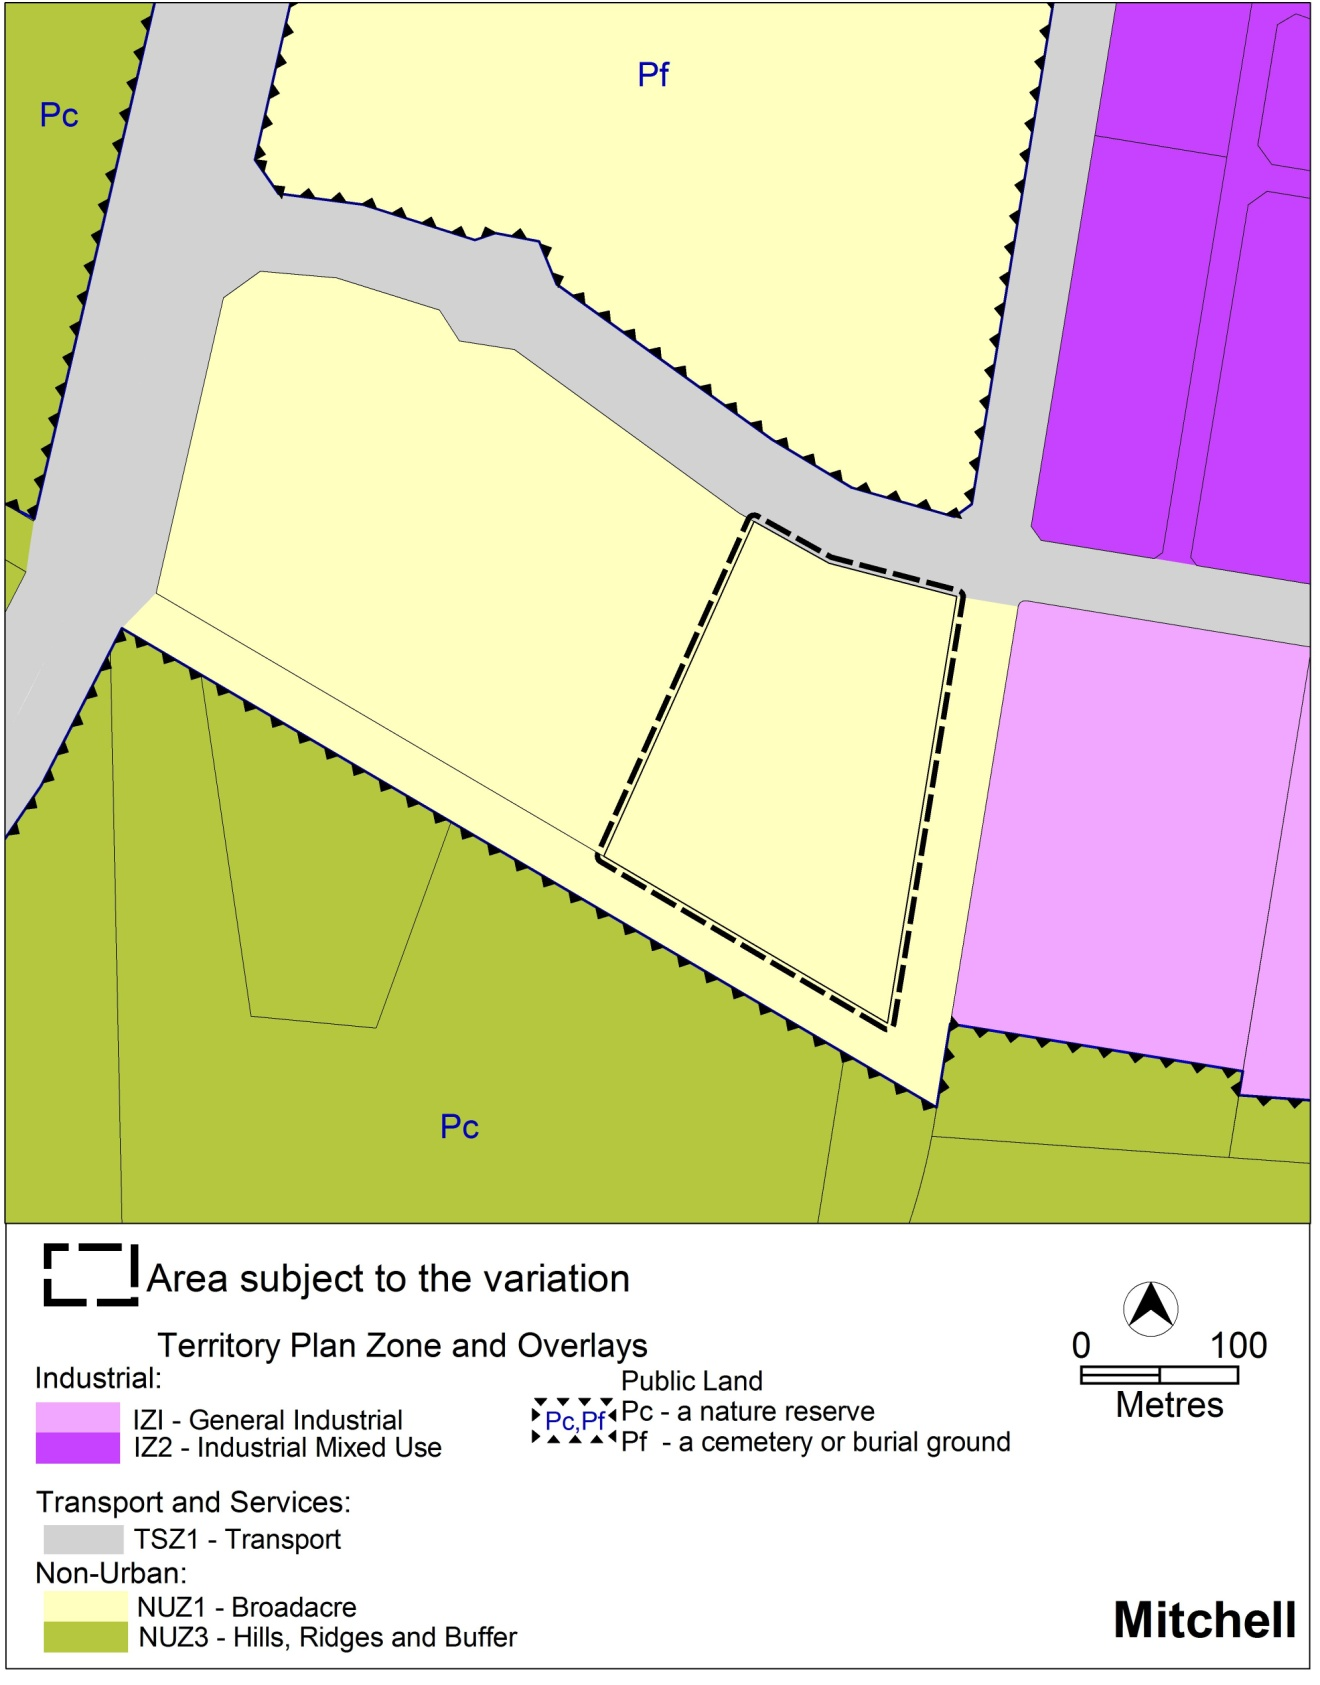 Pf
Pc
Pc
Area subject to the variation
Territory Plan Zone and Overlays
Industrial:
IZI - General Industrial
IZ2 - Industrial Mixed Use
Public Land
Pc,Pf
Pc - a nature reserve
Pf - a cemetery or burial ground
0 100
Metres
Transport and Services:
TSZ1 - Transport
Non-Urban:
NUZ1 - Broadacre
NUZ3 - Hills, Ridges and Buffer
Mitchell